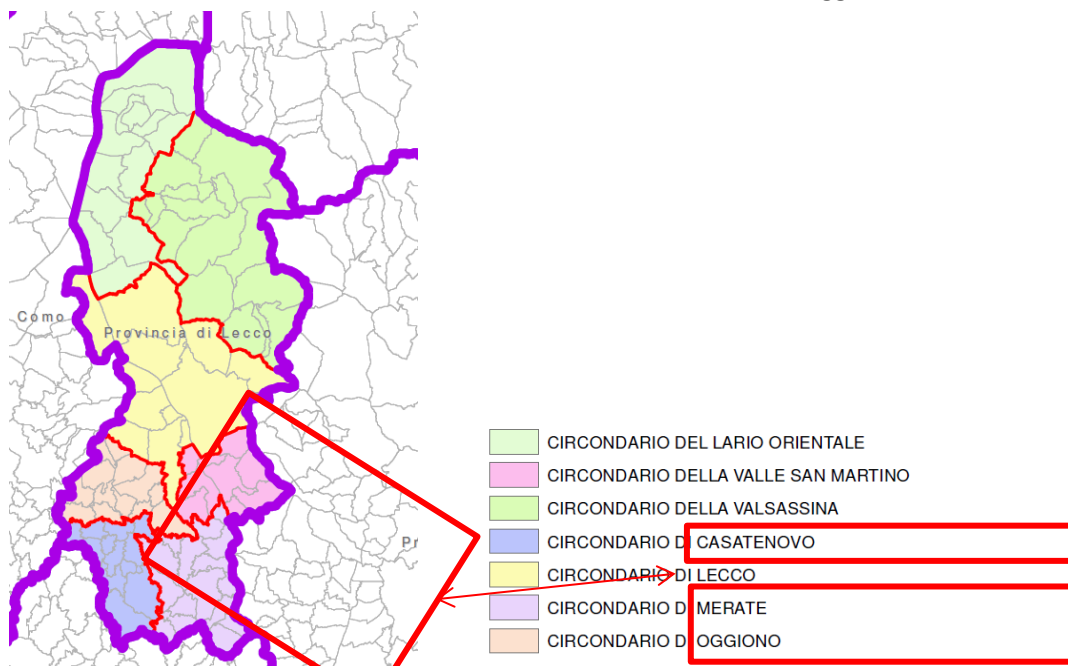 Como
Provincia di Lecco
Pr
CIRCONDARIO DEL LARIO ORIENTALE
CIRCONDARIO DELLA VALLE SAN MARTINO
CIRCONDARIO DELLA VALSASSINA
CIRCONDARIO DI CASATENOVO
CIRCONDARIO DI LECCO
CIRCONDARIO DI MERATE
CIRCONDARIO DI OGGIONO